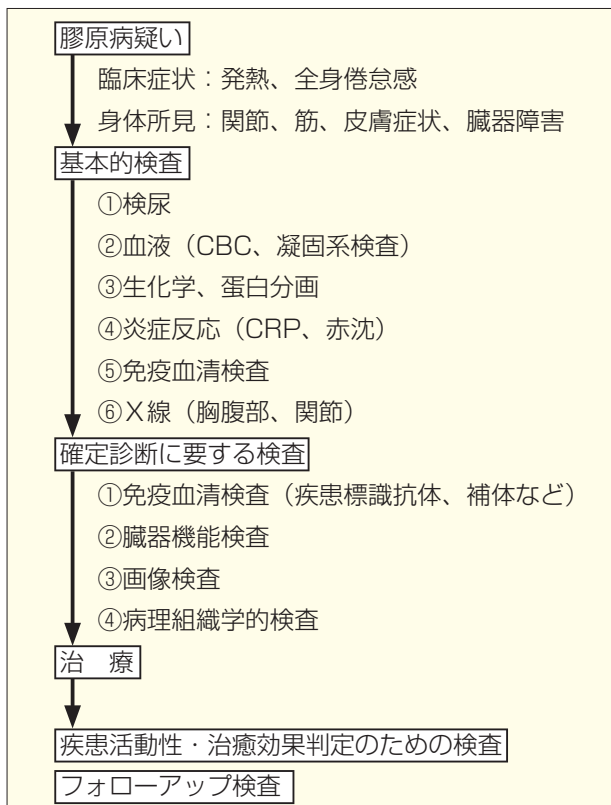 膠原病疑い
臨床症状：発熱、全身倦怠感
身体所見：関節、筋、皮膚症状、臓器障害
基本的検査
①検尿
②血液（CBC、凝固系検査）
③生化学、蛋白分画
④炎症反応（CRP、赤沈）
⑤免疫血清検査
⑥X線（胸腹部、関節）
確定診断に要する検査
①免疫血清検査（疾患標識抗体、補体など）
②臓器機能検査
③画像検査
④病理組織学的検査
治　療
疾患活動性・治癒効果判定のための検査
フォローアップ検査